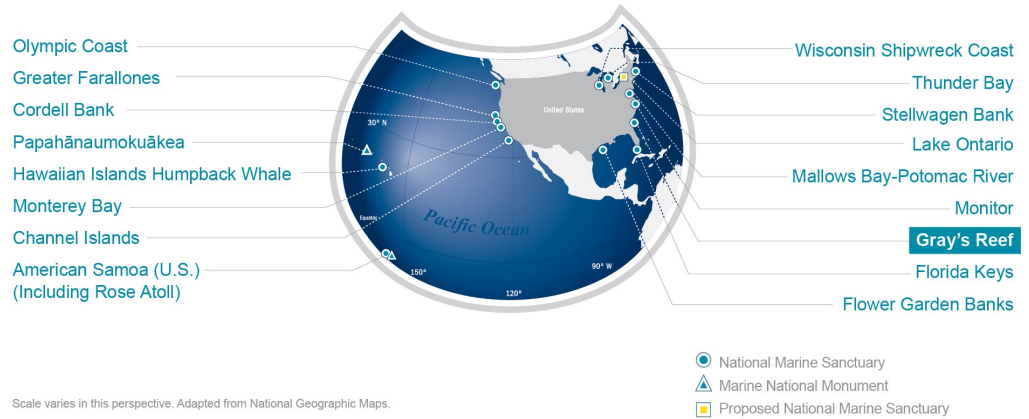 Olympic Coast
Greater Farallones
Cordell Bank
Papahānaumokuākea
Hawaiian Islands Humpback Whale
Monterey Bay
Channel Islands
American Samoa (U.S.)
(Including Rose Atoll)
United States
30° N
Equator
Pacific Ocean
150°
120°
90° W
Wisconsin Shipwreck Coast
Thunder Bay
Stellwagen Bank
Lake Ontario
Mallows Bay-Potomac River
Monitor
Gray's Reef
Florida Keys
Flower Garden Banks
National Marine Sanctuary
Marine National Monument
Proposed National Marine Sanctuary
Scale varies in this perspective. Adapted from National Geographic Maps.